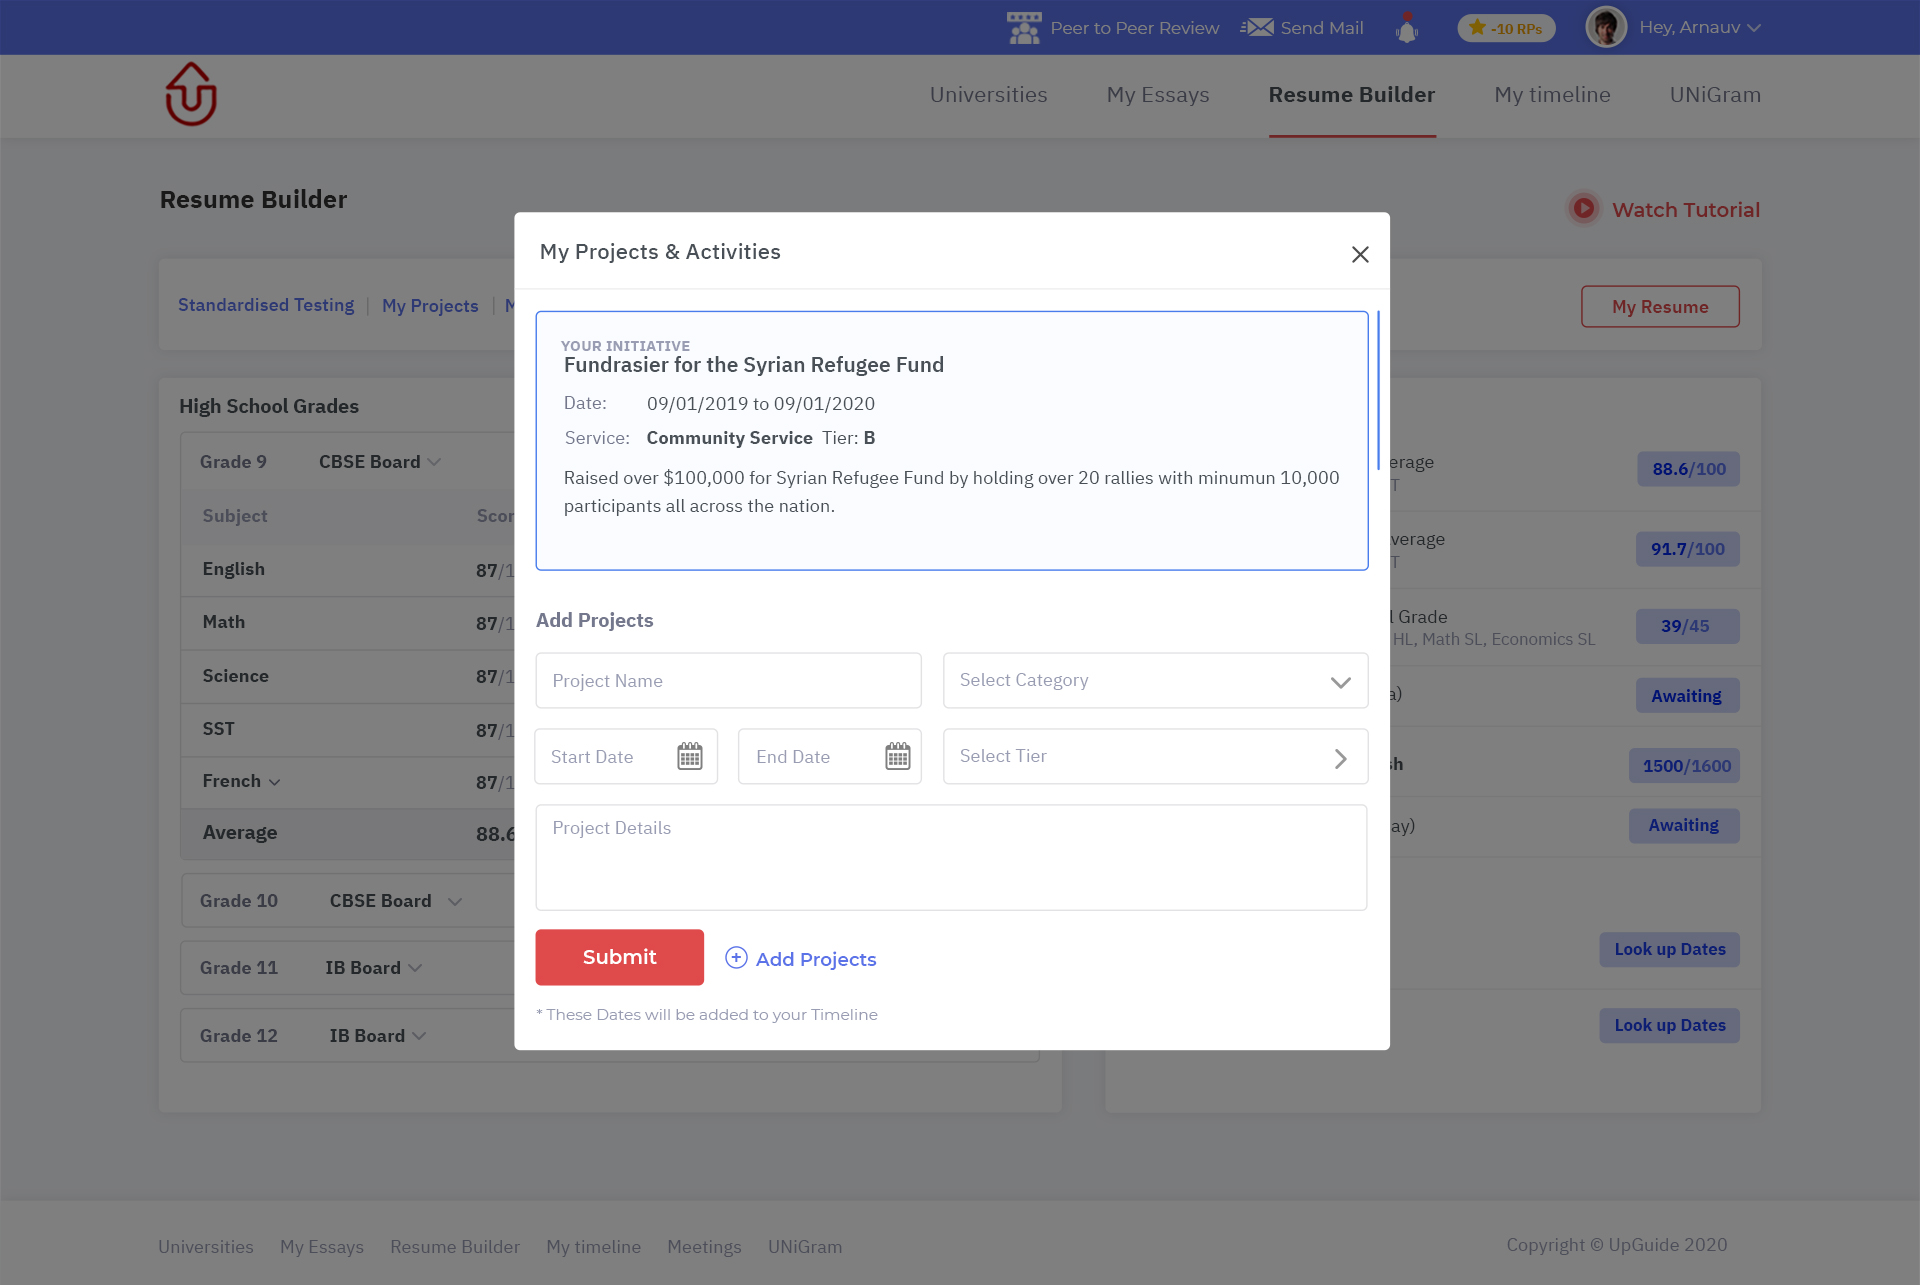 Peer to Peer Review Send Mail -10 RPs Hey, Arnauv
Universities My Essays Resume Builder My timeline UNiGram
Resume Builder
Watch Tutorial
Standardised Testing | My Projects | M
My Resume
High School Grades
Grade 9 CBSE Board
Subject Scor
English 87/1
Math 87/1
Science 87/1
SST 87/1
French 87/1
Average 88.6
Grade 10 CBSE Board
Grade 11 IB Board
Grade 12 IB Board
My Projects & Activities
YOUR INITIATIVE
Fundrasier for the Syrian Refugee Fund
Date: 09/01/2019 to 09/01/2020
Service: Community Service Tier: B
Raised over $100,000 for Syrian Refugee Fund by holding over 20 rallies with minumun 10,000
participants all across the nation.
Add Projects
Project Name
Select Category
Start Date
End Date
Select Tier
Project Details
Submit
Add Projects
* These Dates will be added to your Timeline
erage
T
88.6/100
verage
T
91.7/100
l Grade
HL, Math SL, Economics SL
39/45
a)
Awaiting
sh
1500/1600
ay)
Awaiting
Look up Dates
Look up Dates
Universities My Essays Resume Builder My timeline Meetings UNiGram
Copyright © UpGuide 2020